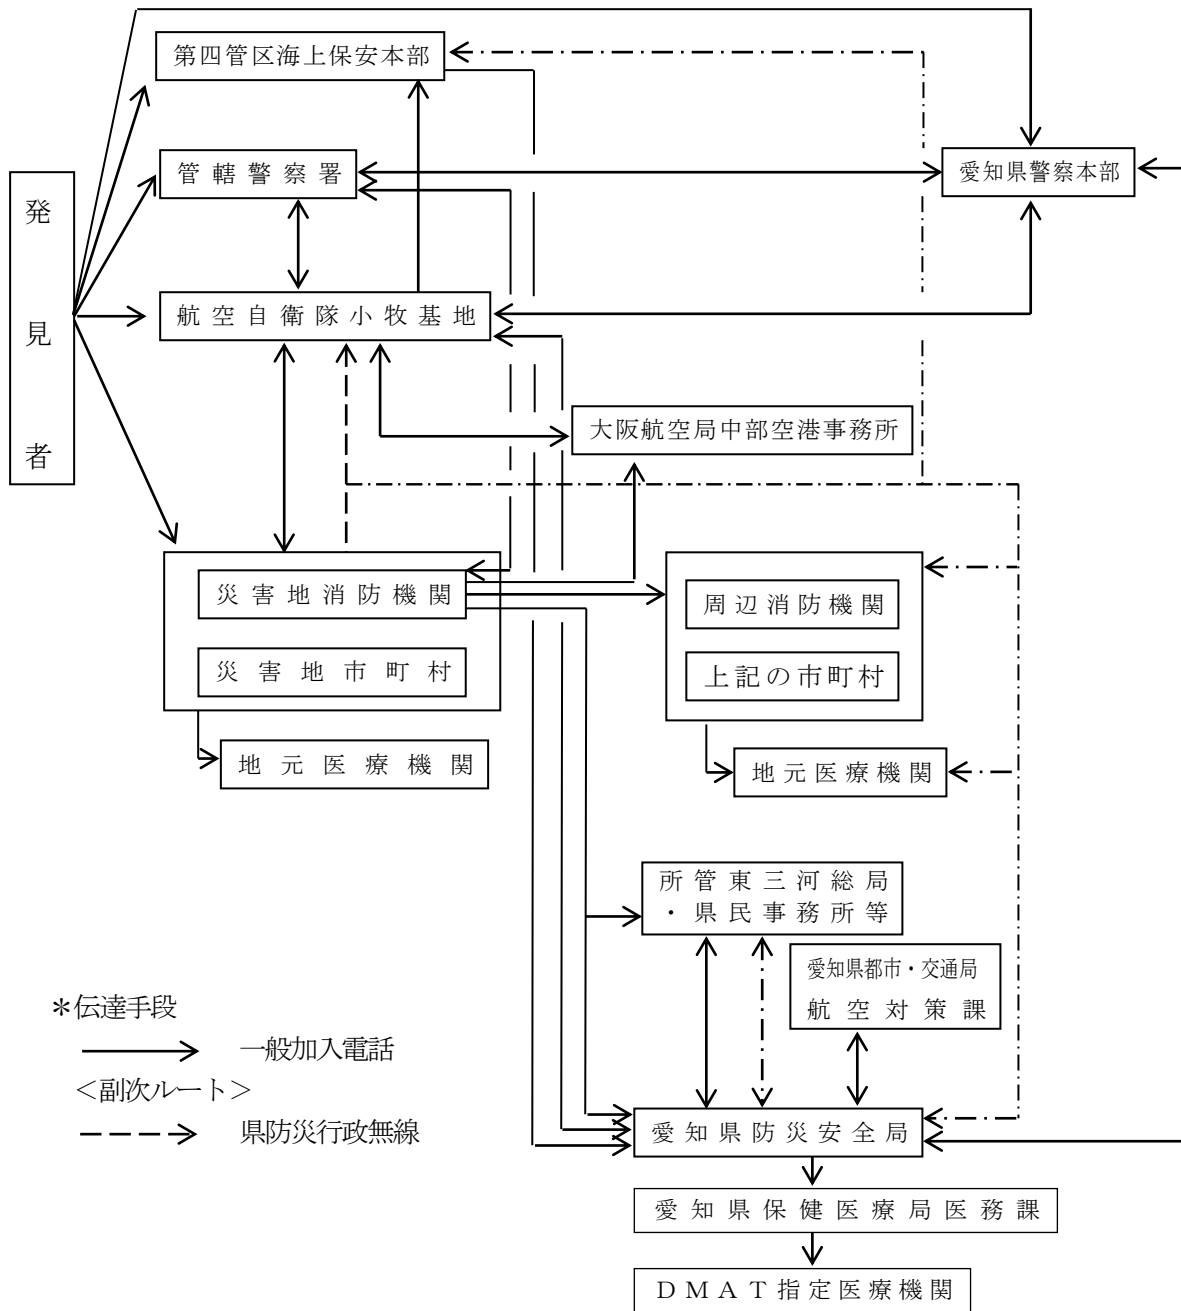 第四管区海上保安本部
管轄警察署
愛知県警察本部
発見者
航空自衛隊小牧基地
大阪航空局中部空港事務所
災害地消防機関
周辺消防機関
災害地市町村
上記の市町村
地元医療機関
地元医療機関
所管東三河総局
・県民事務所等
愛知県都市・交通局
航空対策課
＊伝達手段
一般加入電話
＜副次ルート＞
県防災行政無線
愛知県防災安全局
愛知県保健医療局医務課
ＤＭＡＴ指定医療機関